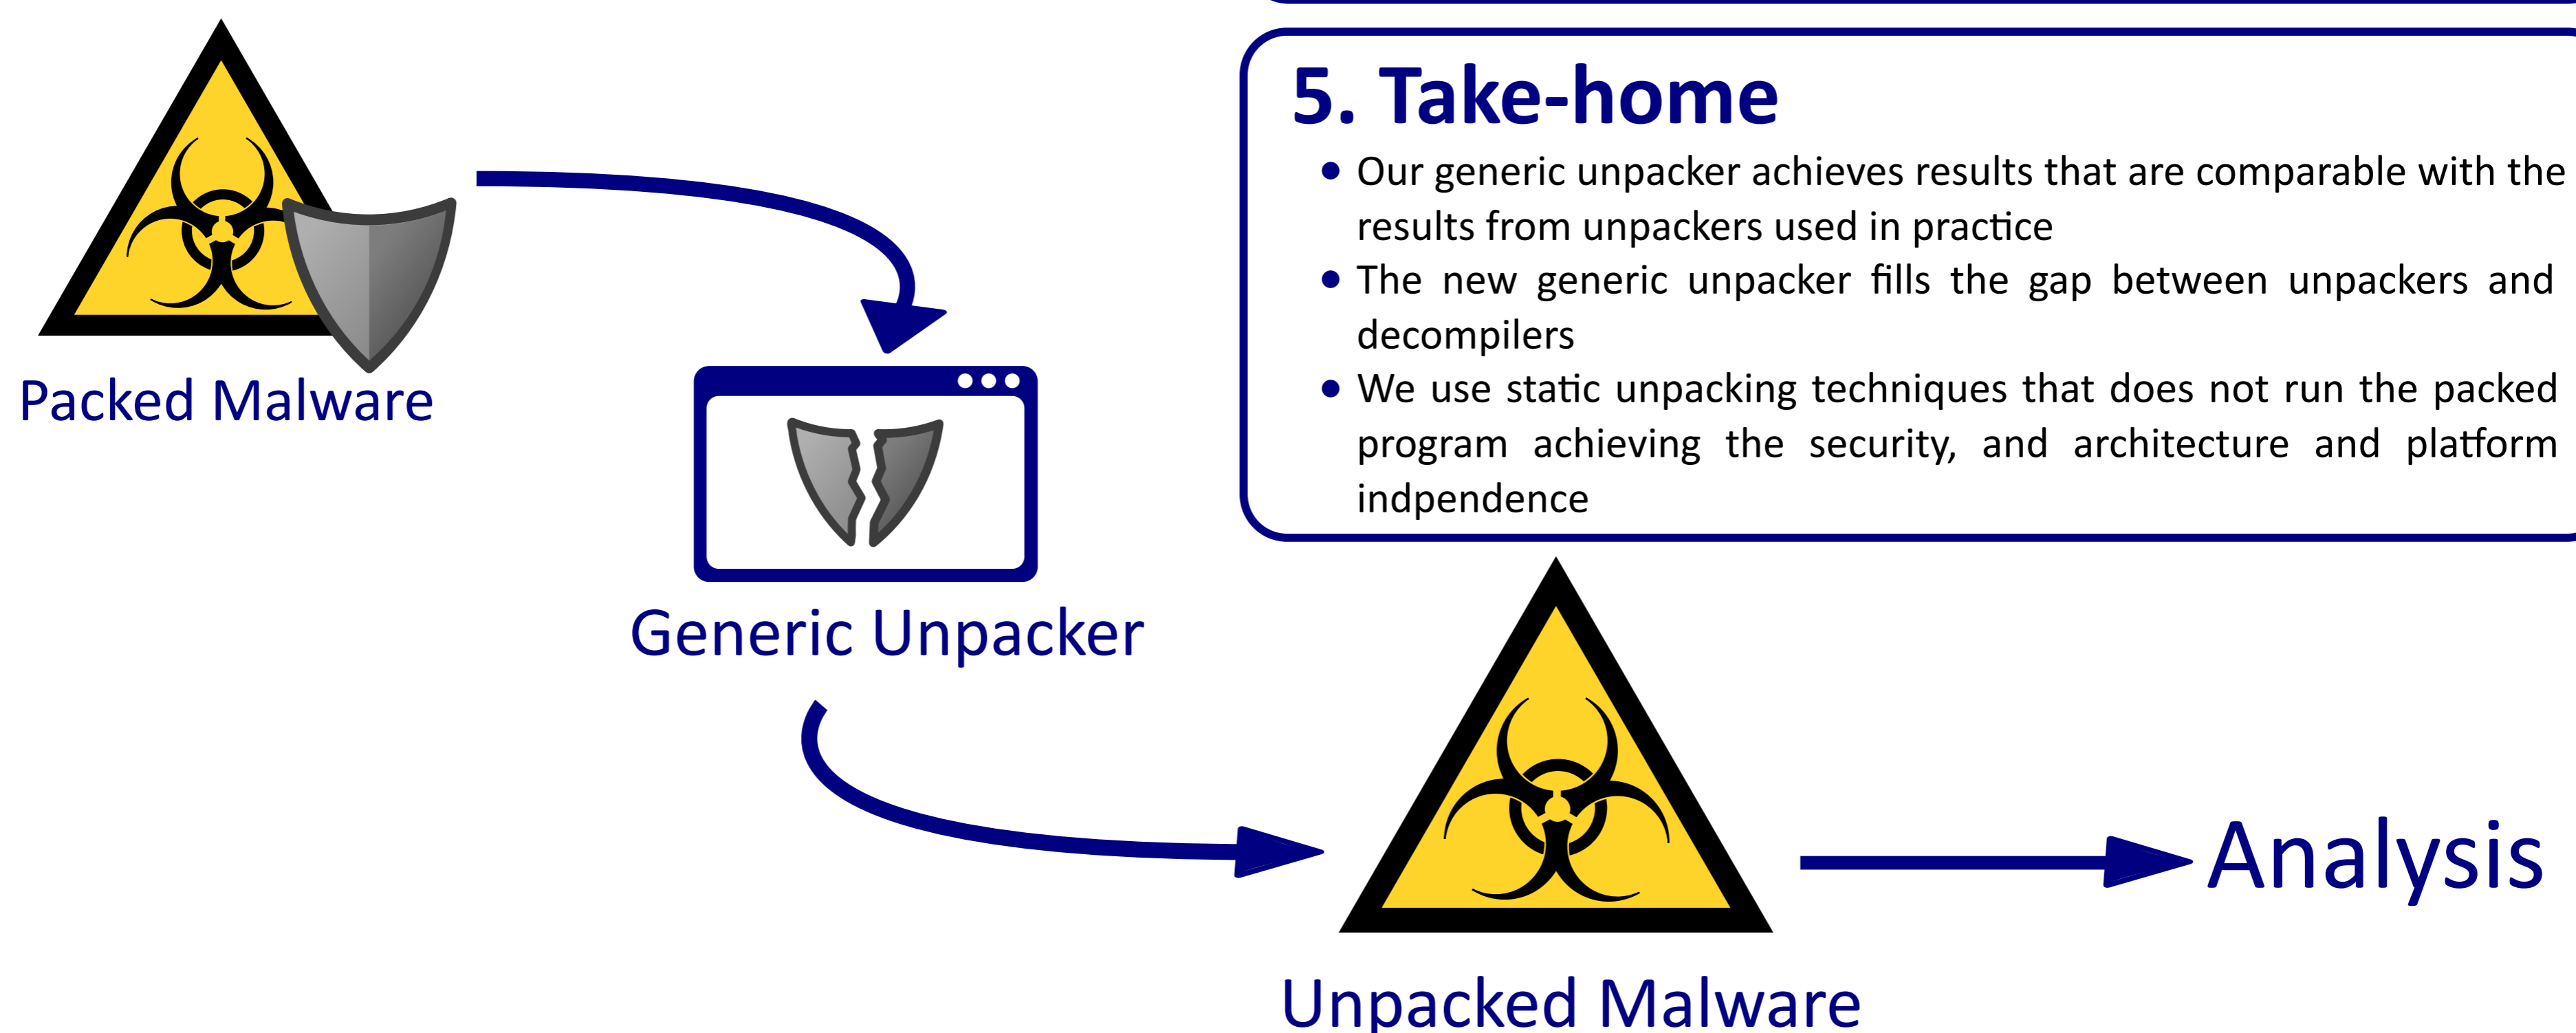 5. Take-home
• Our generic unpacker achieves results that are comparable with the
results from unpackers used in practice
• The new generic unpacker fills the gap between unpackers and
decompilers
• We use static unpacking techniques that does not run the packed
program achieving the security, and architecture and platform
indpendence
Packed Malware
Generic Unpacker
Analysis
Unpacked Malware